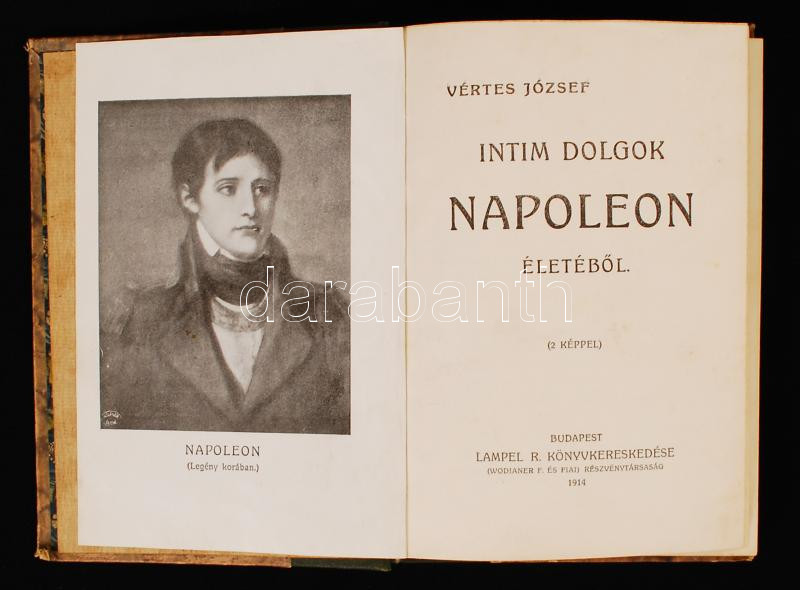 NAPOLEON
(Legény korában.)
VÉRTES JÓZSEF
INTIM DOLGOK
NAPOLEON
ÉLETÉBŐL.
(2 KÉPPEL)
BUDAPEST
LAMPEL R. KÖNYVKERESKEDÉSE
(WODIANER F. ÉS FIAI) RÉSZVÉNYTÁRSASÁG
1914
darabanth